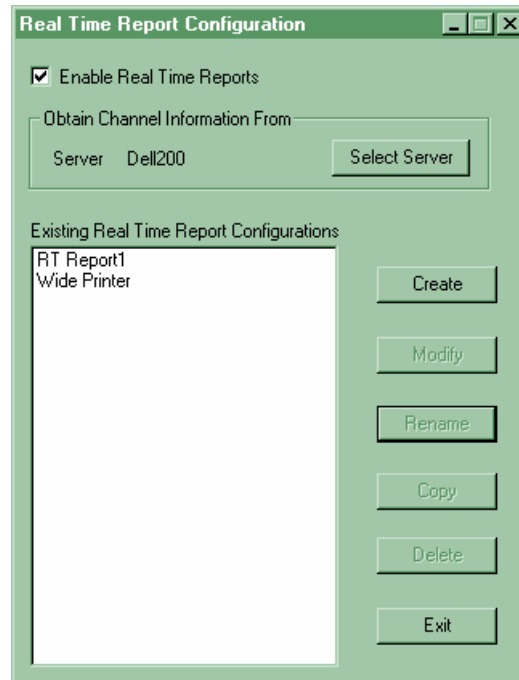 Real Time Report Configuration
Enable Real Time Reports
Obtain Channel Information From
Server Dell200 Select Server
Existing Real Time Report Configurations
RT Report1
Wide Printer
Create
Modify
Rename
Copy
Delete
Exit